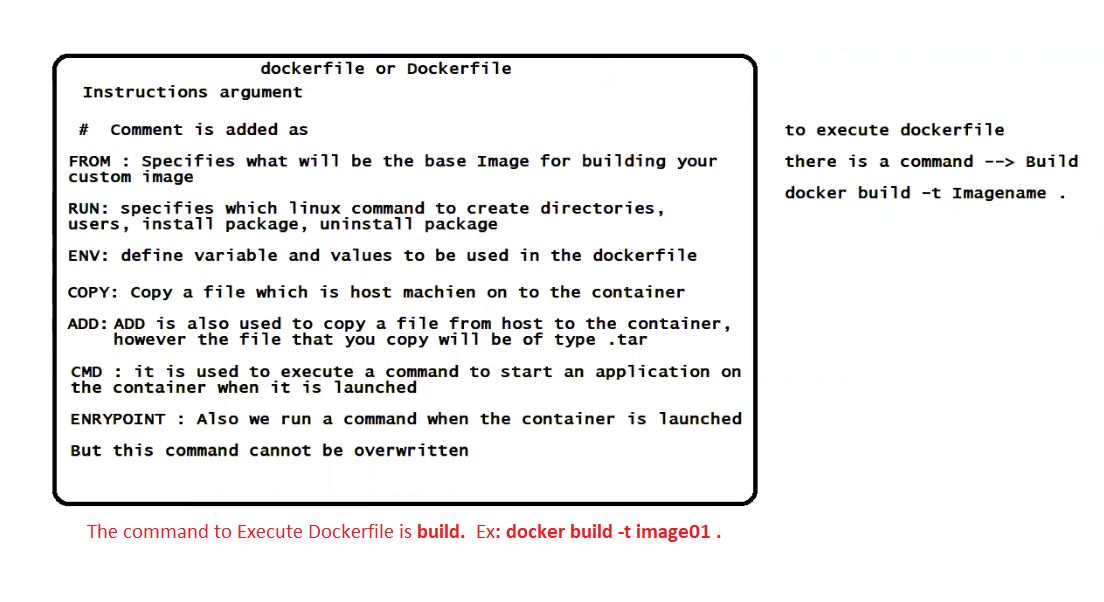 dockerfile or Dockerfile
Instructions argument
# Comment is added as
FROM : Specifies what will be the base Image for building your
custom image
RUN: specifies which linux command to create directories,
users, install package, uninstall package
ENV: define variable and values to be used in the dockerfile
COPY: Copy a file which is host machien on to the container
ADD: ADD is also used to copy a file from host to the container,
however the file that you copy will be of type .tar
CMD : it is used to execute a command to start an application on
the container when it is launched
ENRYPOINT : Also we run a command when the container is launched
But this command cannot be overwritten
to execute dockerfile
there is a command --> Build
docker build -t Imagename .
The command to Execute Dockerfile is build. Ex: docker build -t image01 .